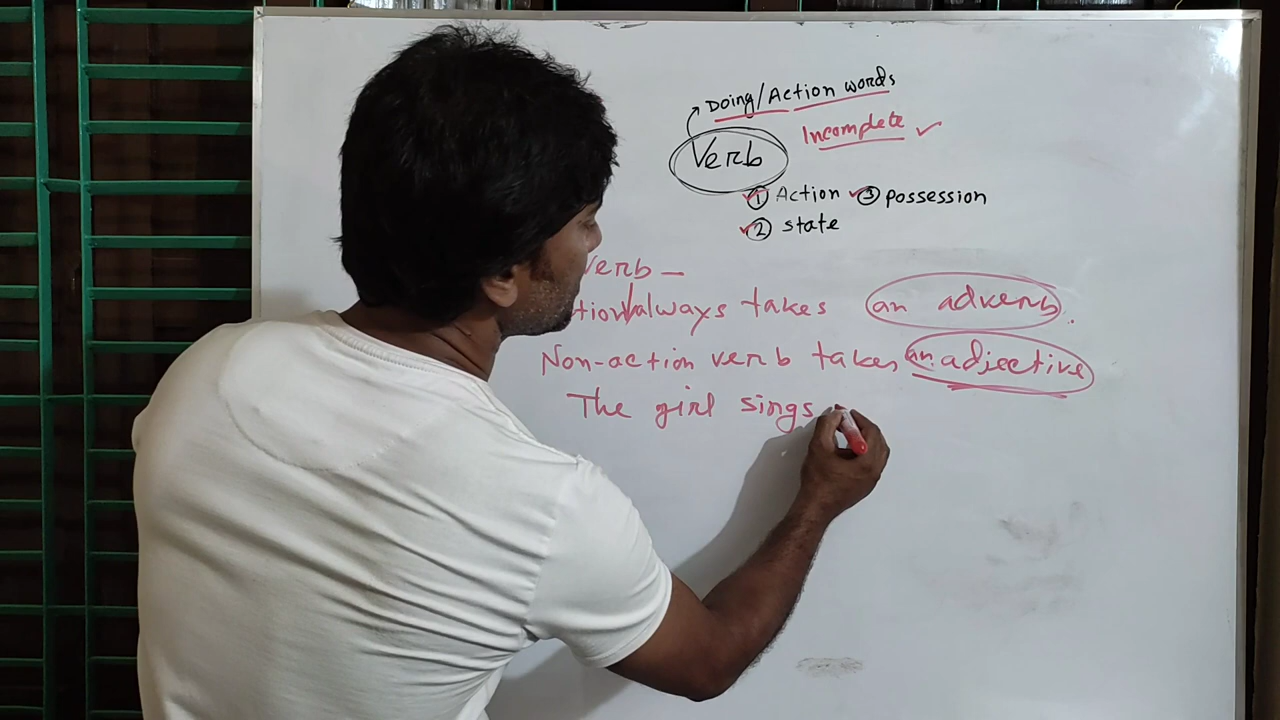 Doing/Action words
Incomplete ✓
Verb
① Action ③ possession
② state
Verb —
always takes an adverb.
Non-action verb takes an adjective
The girl sings